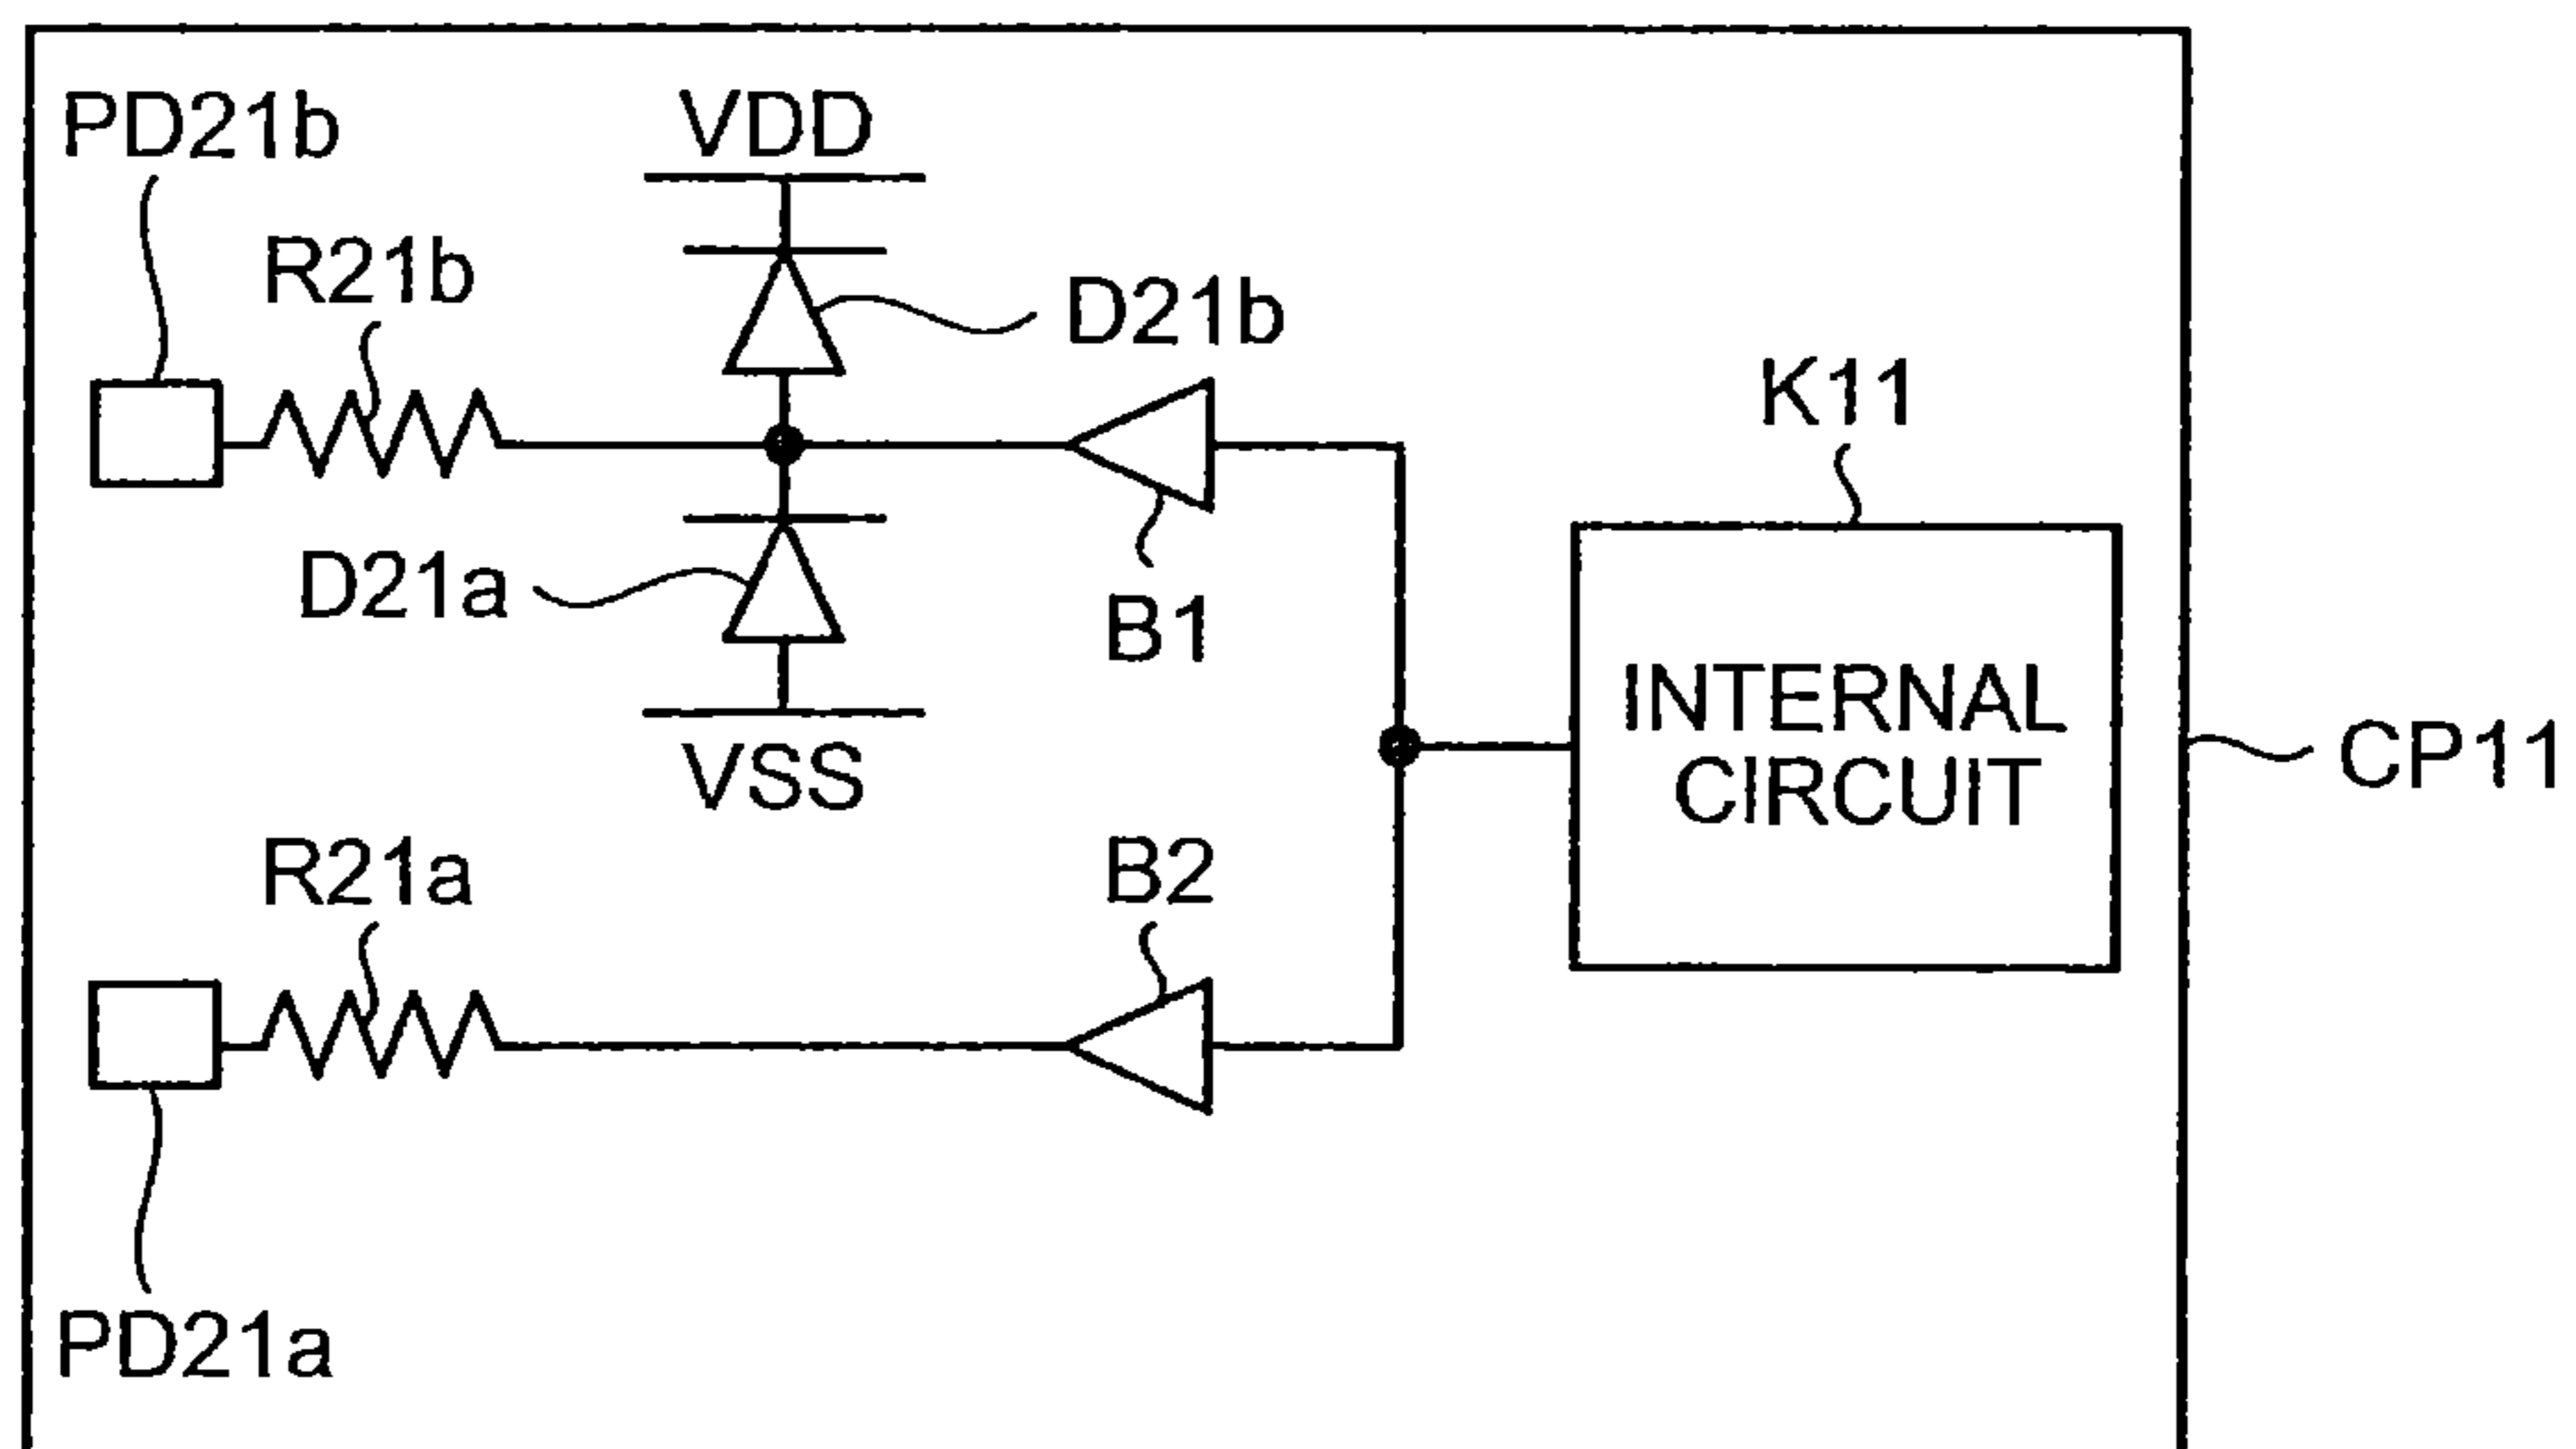 PD21b
VDD
R21b
D21b
K11
D21a
B1
INTERNAL
CIRCUIT
CP11
VSS
R21a
B2
PD21a